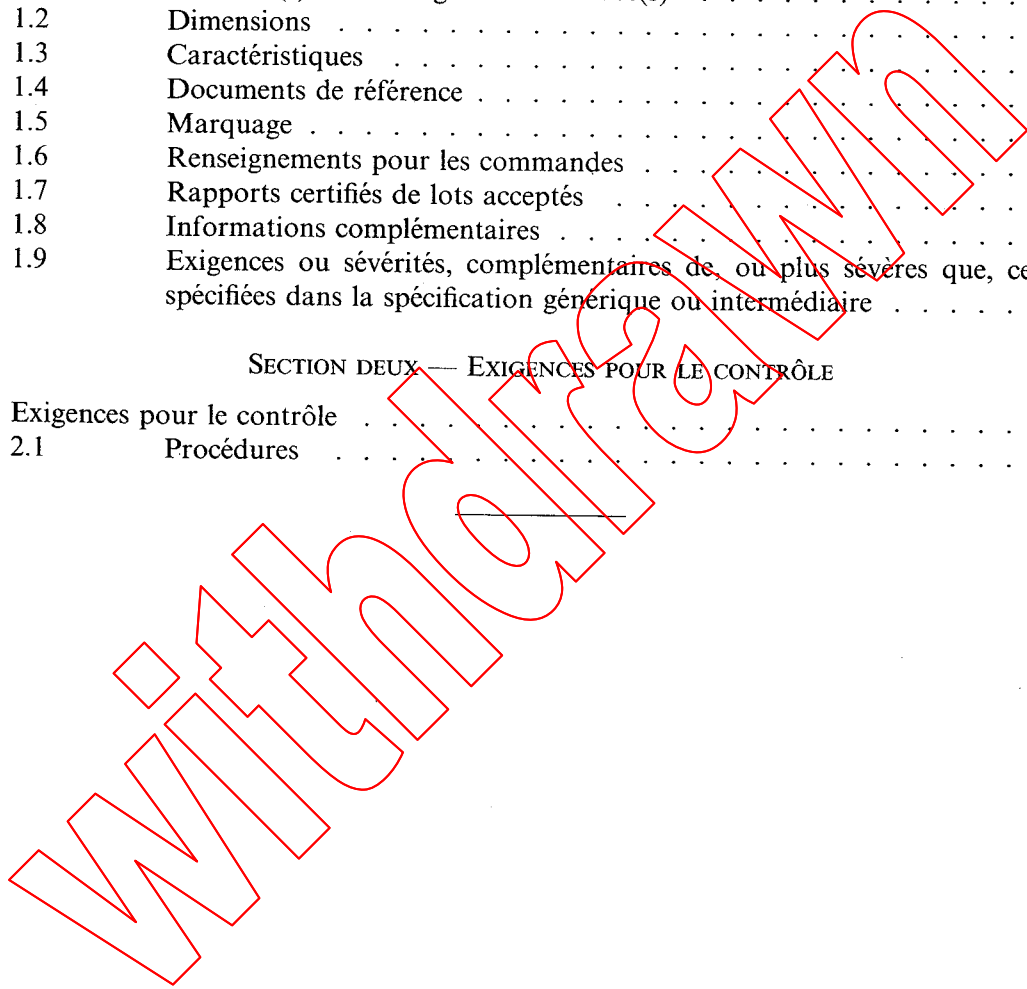 1.2 Dimensions . . . . . . . . . . . . . . . . . . . . . . . . .
1.3 Caractéristiques . . . . . . . . . . . . . . . . . . . . . . .
1.4 Documents de référence . . . . . . . . . . . . . . . . . . . .
1.5 Marquage . . . . . . . . . . . . . . . . . . . . . . . . . .
1.6 Renseignements pour les commandes . . . . . . . . . . . . . .
1.7 Rapports certifiés de lots acceptés . . . . . . . . . . . . . . .
1.8 Informations complémentaires . . . . . . . . . . . . . . . . .
1.9 Exigences ou sévérités, complémentaires de, ou plus sévères que, ce
spécifiées dans la spécification générique ou intermédiaire . . . . .
SECTION DEUX — EXIGENCES POUR LE CONTRÔLE
Exigences pour le contrôle . . . . . . . . . . . . . . . . . . . . . . . .
2.1 Procédures . . . . . . . . . . . . . . . . . . . . . . . . .
withdrawn